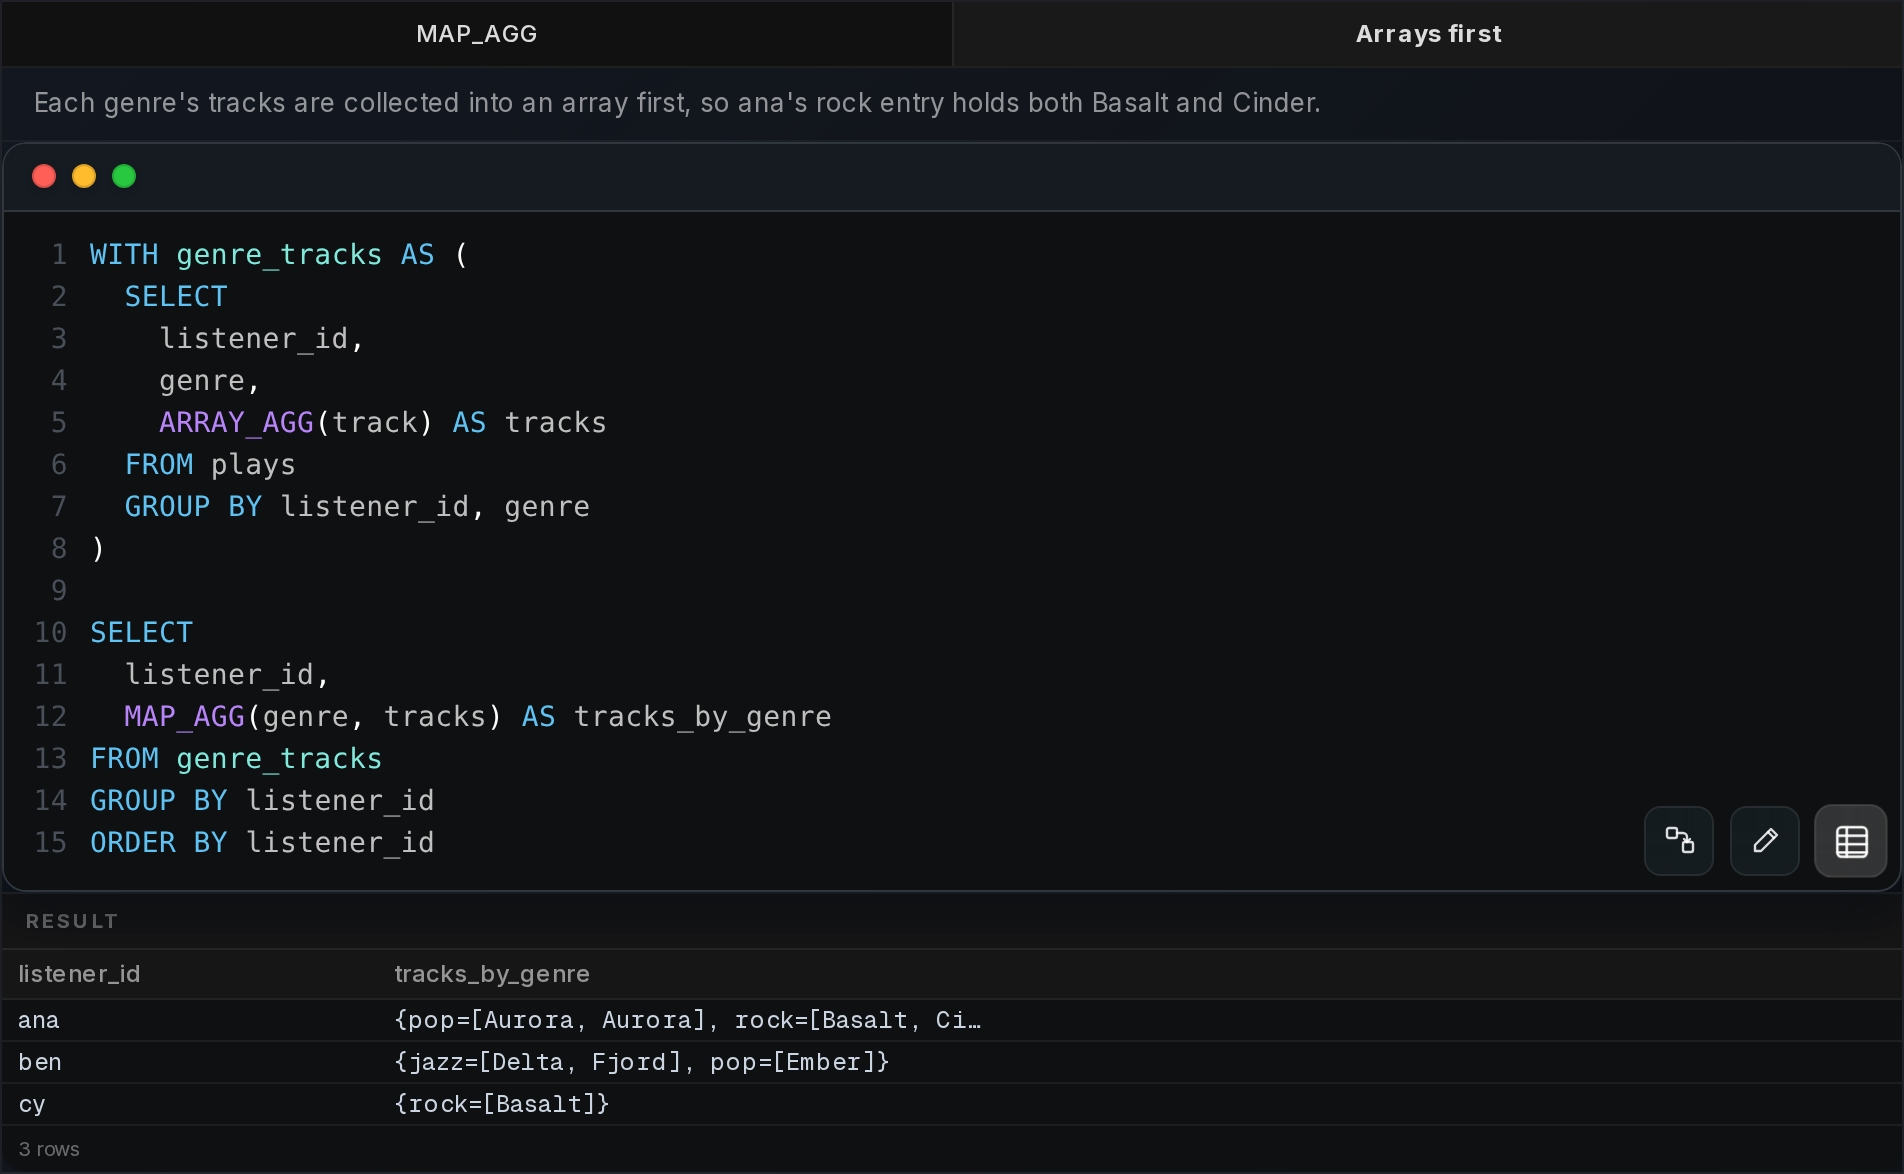 MAP_AGG
Arrays first
Each genre's tracks are collected into an array first, so ana's rock entry holds both Basalt and Cinder.
1 WITH genre_tracks AS (
2   SELECT
3     listener_id,
4     genre,
5     ARRAY_AGG(track) AS tracks
6   FROM plays
7   GROUP BY listener_id, genre
8 )
9
10 SELECT
11   listener_id,
12   MAP_AGG(genre, tracks) AS tracks_by_genre
13 FROM genre_tracks
14 GROUP BY listener_id
15 ORDER BY listener_id
RESULT
listener_id tracks_by_genre
ana {pop=[Aurora, Aurora], rock=[Basalt, Ci…
ben {jazz=[Delta, Fjord], pop=[Ember]}
cy {rock=[Basalt]}
3 rows